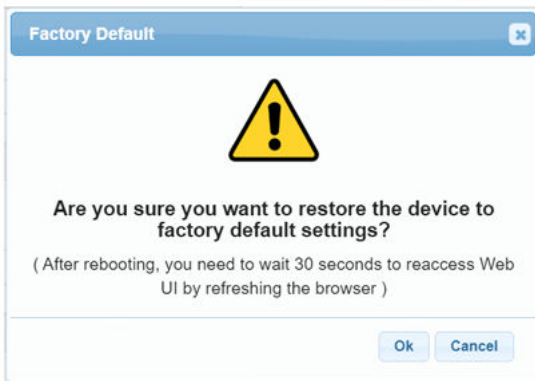 Factory Default
Are you sure you want to restore the device to
factory default settings?
( After rebooting, you need to wait 30 seconds to reaccess Web
UI by refreshing the browser )
Ok Cancel